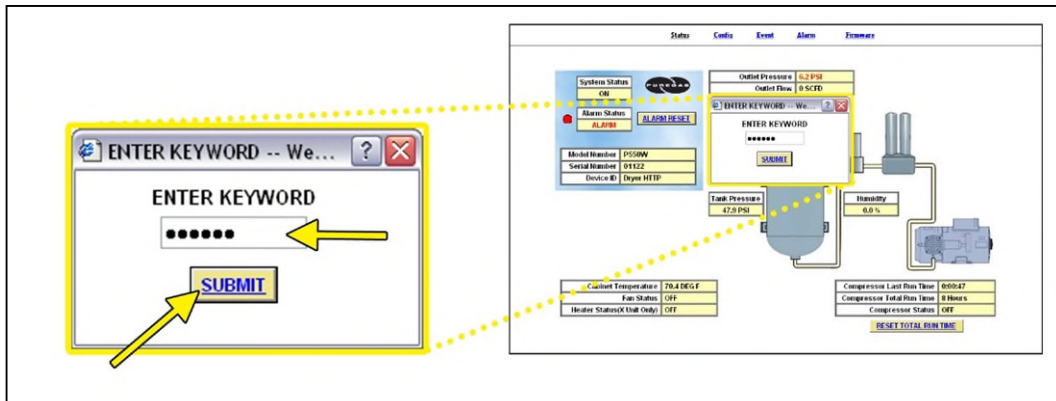 ENTER KEYWORD -- We...
ENTER KEYWORD
●●●●●●
SUBMIT
Status Config Event Alarm Firmware
System Status
ON
PUREGAS
Outlet Pressure 6.2 PSI
Outlet Flow 0 SCFD
Alarm Status
ALARM
ALARM RESET
ENTER KEYWORD -- We...
ENTER KEYWORD
●●●●●●
SUBMIT
Model Number P550W
Serial Number 01122
Device ID Dryer HTTP
Tank Pressure
47.9 PSI
Humidity
0.0 %
Cabinet Temperature 70.4 DEG F
Fan Status OFF
Heater Status(X Unit Only) OFF
Compressor Last Run Time 0:00:47
Compressor Total Run Time 8 Hours
Compressor Status OFF
RESET TOTAL RUN TIME